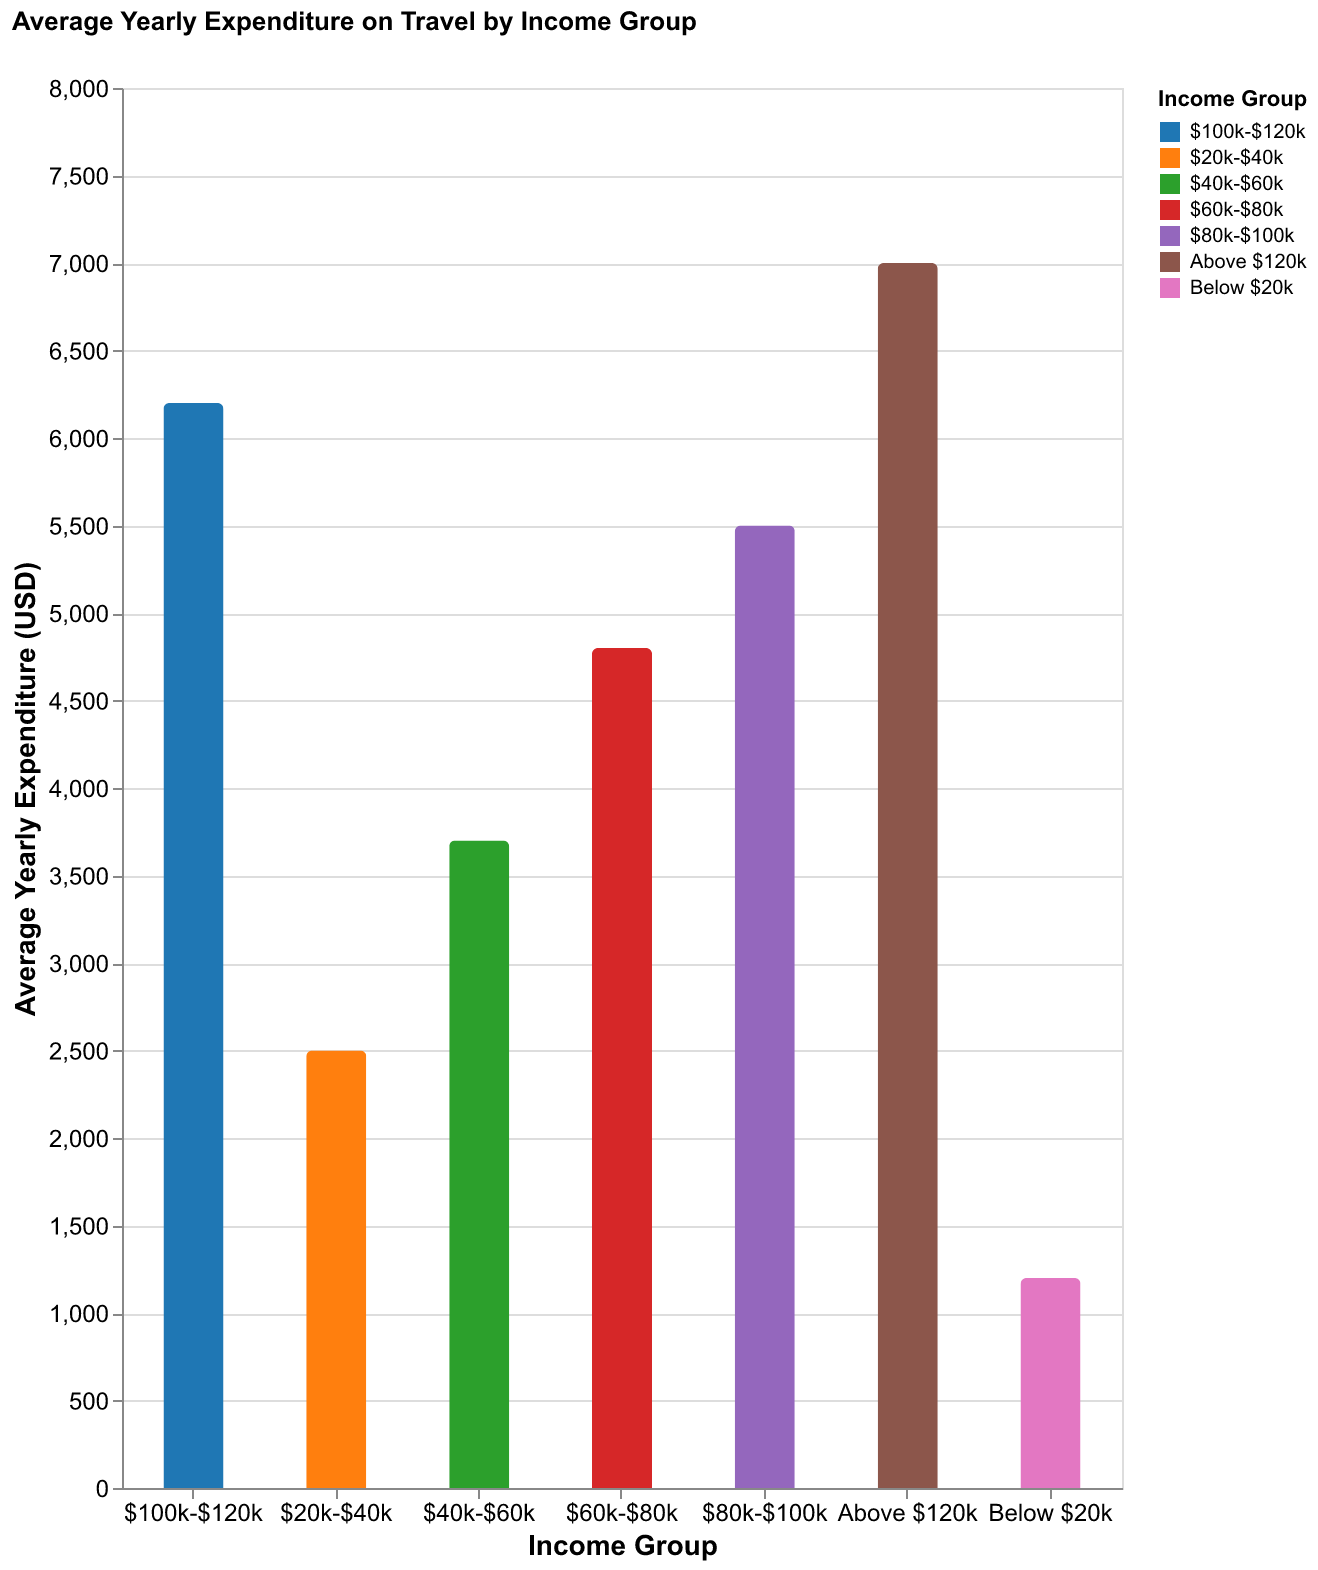 Average Yearly Expenditure on Travel by Income Group
Average Yearly Expenditure (USD)
8,000
7,500
7,000
6,500
6,000
5,500
5,000
4,500
4,000
3,500
3,000
2,500
2,000
1,500
1,000
500
0
$100k-$120k $20k-$40k $40k-$60k $60k-$80k $80k-$100k Above $120k Below $20k
Income Group
Income Group
$100k-$120k
$20k-$40k
$40k-$60k
$60k-$80k
$80k-$100k
Above $120k
Below $20k